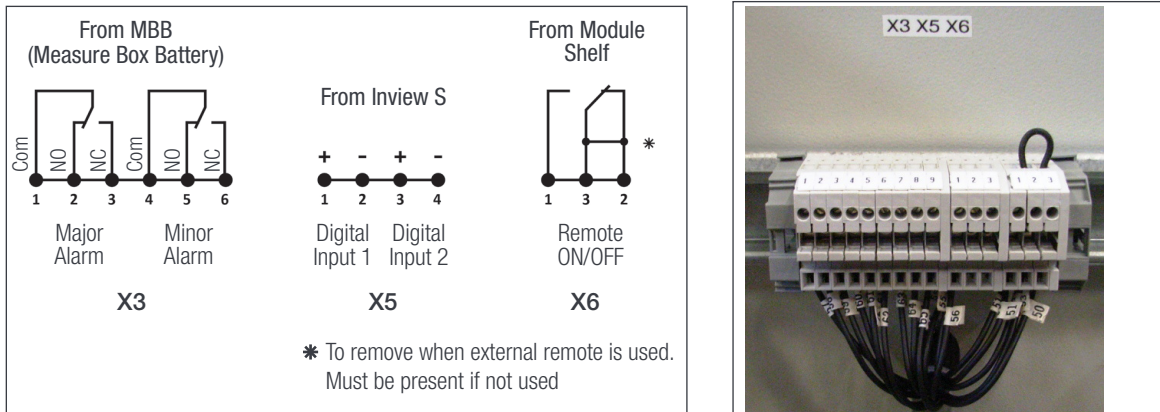 From MBB
(Measure Box Battery)
Com NO NC Com NO NC
1 2 3 4 5 6
Major Alarm
Minor Alarm
X3
From Inview S
+ - + -
1 2 3 4
Digital Input 1
Digital Input 2
X5
From Module
Shelf
*
1 3 2
Remote
ON/OFF
X6
* To remove when external remote is used.
Must be present if not used
X3 X5 X6
1 2 3 4 5 6 7 8 9 1 2 3 1 2 3
56 51 50